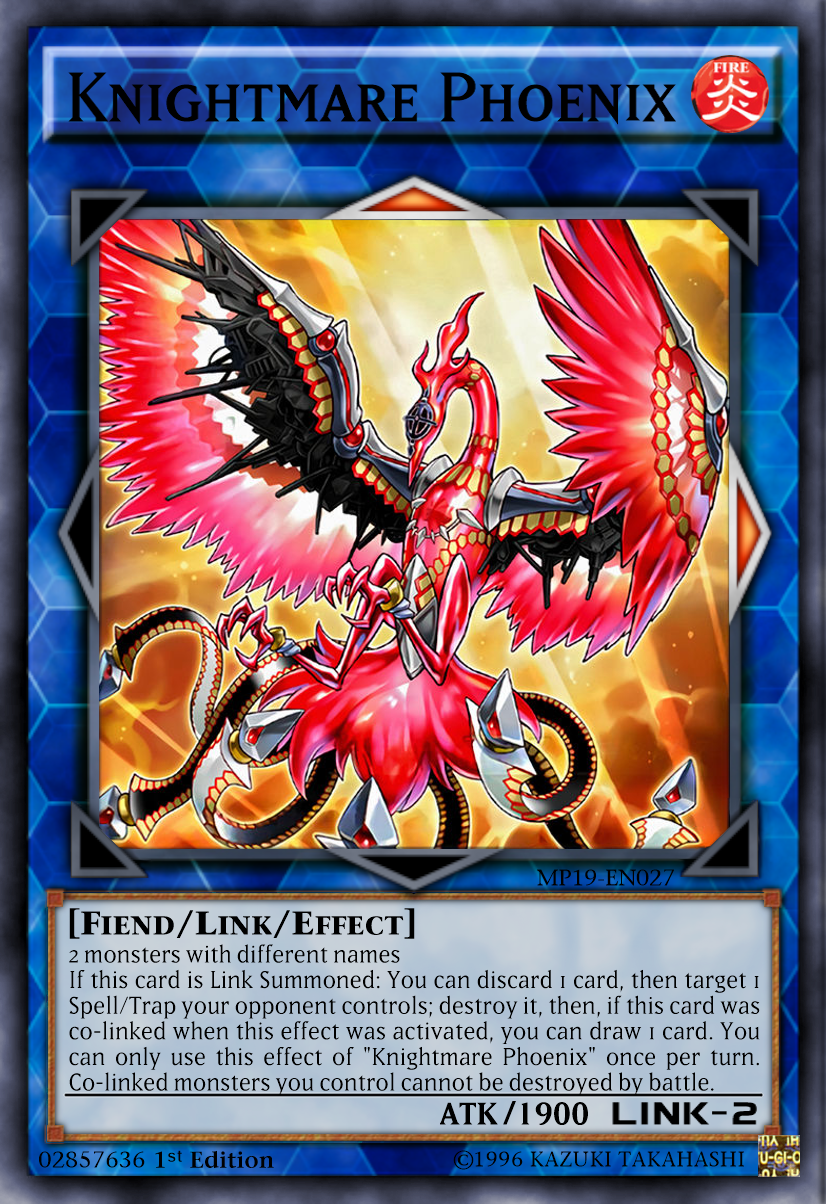 Knightmare Phoenix
FIRE
炎
MP19-EN027
[Fiend/Link/Effect]
2 monsters with different names
If this card is Link Summoned: You can discard 1 card, then target 1
Spell/Trap your opponent controls; destroy it, then, if this card was
co-linked when this effect was activated, you can draw 1 card. You
can only use this effect of "Knightmare Phoenix" once per turn.
Co-linked monsters you control cannot be destroyed by battle.
ATK/1900 LINK-2
02857636 1st Edition
©1996 KAZUKI TAKAHASHI